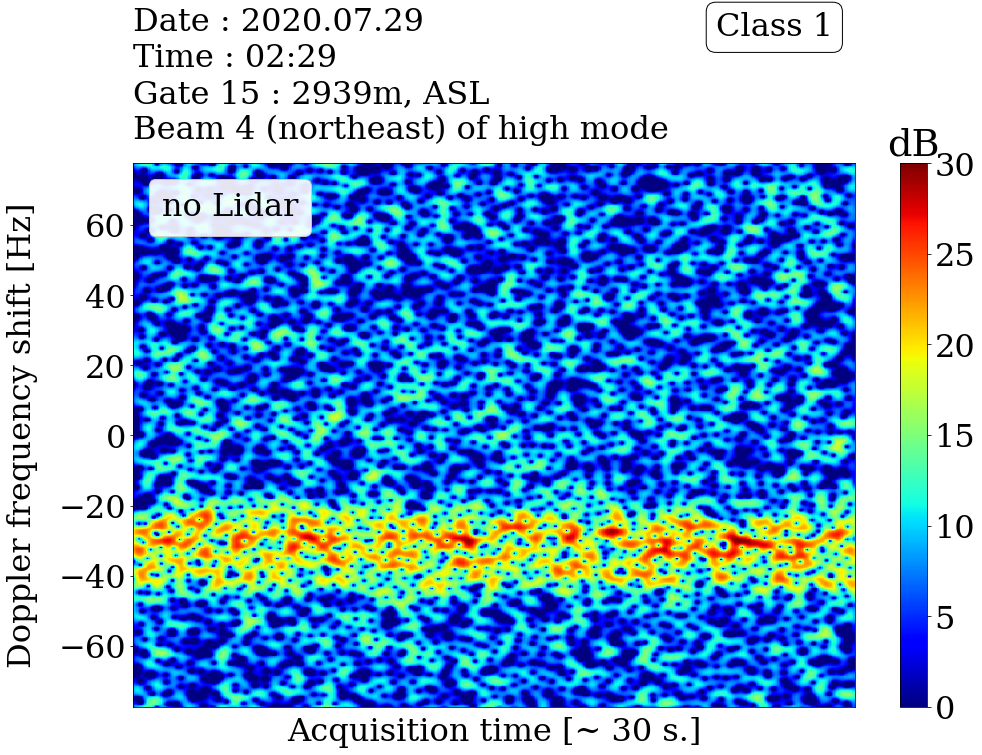 Date : 2020.07.29
Time : 02:29
Gate 15 : 2939m, ASL
Beam 4 (northeast) of high mode
Class 1
dB
no Lidar
Doppler frequency shift [Hz]
60
40
20
0
−20
−40
−60
30
25
20
15
10
5
0
Acquisition time [~ 30 s.]